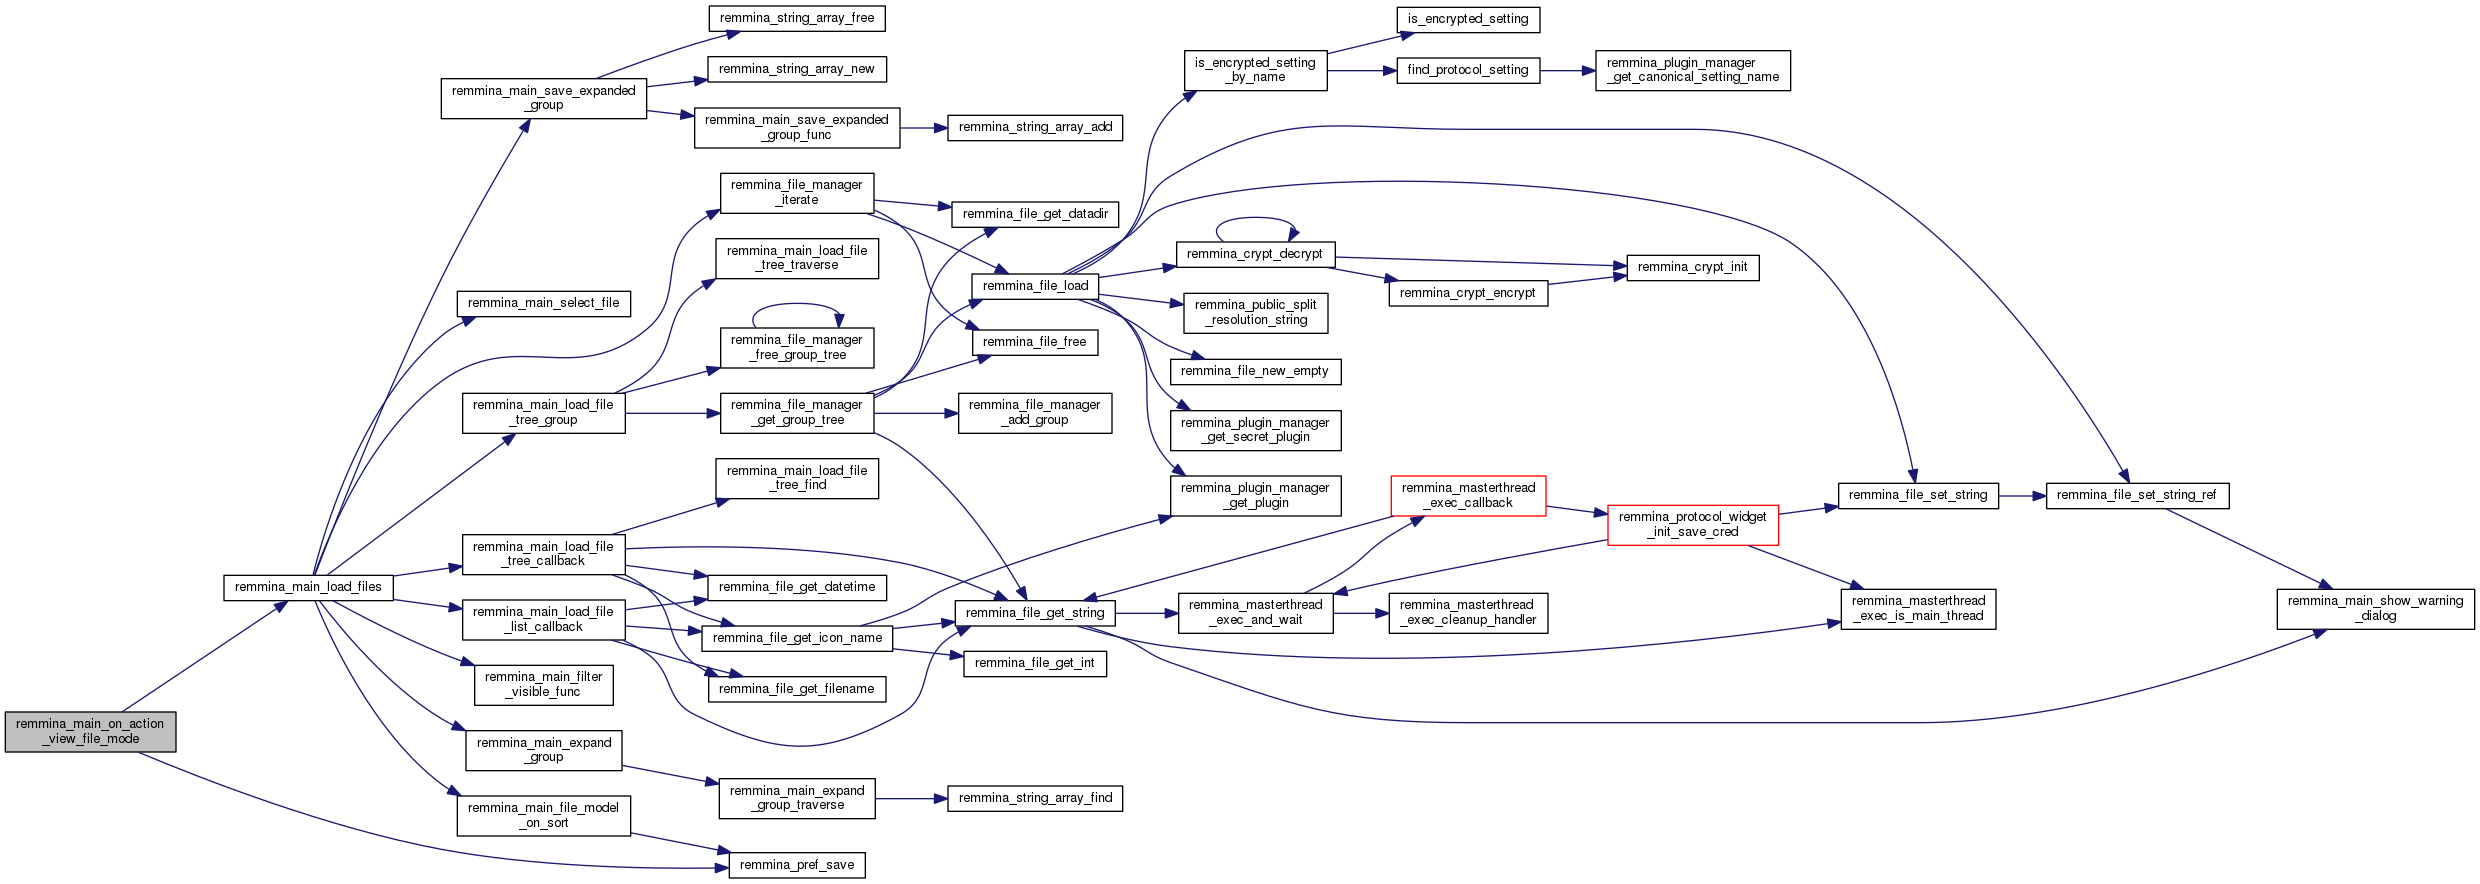 remmina_main_on_action
_view_file_mode
remmina_main_load_files
remmina_main_save_expanded
_group
remmina_main_select_file
remmina_main_load_file
_tree_group
remmina_main_load_file
_tree_callback
remmina_main_load_file
_list_callback
remmina_main_filter
_visible_func
remmina_main_expand
_group
remmina_main_file_model
_on_sort
remmina_string_array_free
remmina_string_array_new
remmina_main_save_expanded
_group_func
remmina_file_manager
_iterate
remmina_main_load_file
_tree_traverse
remmina_file_manager
_free_group_tree
remmina_file_manager
_get_group_tree
remmina_main_load_file
_tree_find
remmina_file_get_datetime
remmina_file_get_icon_name
remmina_file_get_filename
remmina_main_expand
_group_traverse
remmina_pref_save
remmina_string_array_add
remmina_file_get_datadir
remmina_file_load
remmina_file_free
remmina_file_manager
_add_group
remmina_file_get_string
remmina_file_get_int
remmina_string_array_find
is_encrypted_setting
_by_name
remmina_crypt_decrypt
remmina_public_split
_resolution_string
remmina_file_new_empty
remmina_plugin_manager
_get_secret_plugin
remmina_plugin_manager
_get_plugin
remmina_masterthread
_exec_and_wait
is_encrypted_setting
find_protocol_setting
remmina_crypt_encrypt
remmina_masterthread
_exec_callback
remmina_masterthread
_exec_cleanup_handler
remmina_plugin_manager
_get_canonical_setting_name
remmina_crypt_init
remmina_protocol_widget
_init_save_cred
remmina_file_set_string
remmina_masterthread
_exec_is_main_thread
remmina_file_set_string_ref
remmina_main_show_warning
_dialog